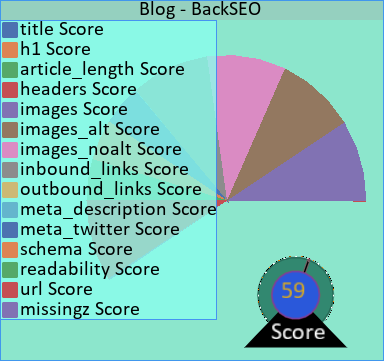 Blog - BackSEO
title Score
h1 Score
article_length Score
headers Score
images Score
images_alt Score
images_noalt Score
inbound_links Score
outbound_links Score
meta_description Score
meta_twitter Score
schema Score
readability Score
url Score
missingz Score
59
Score